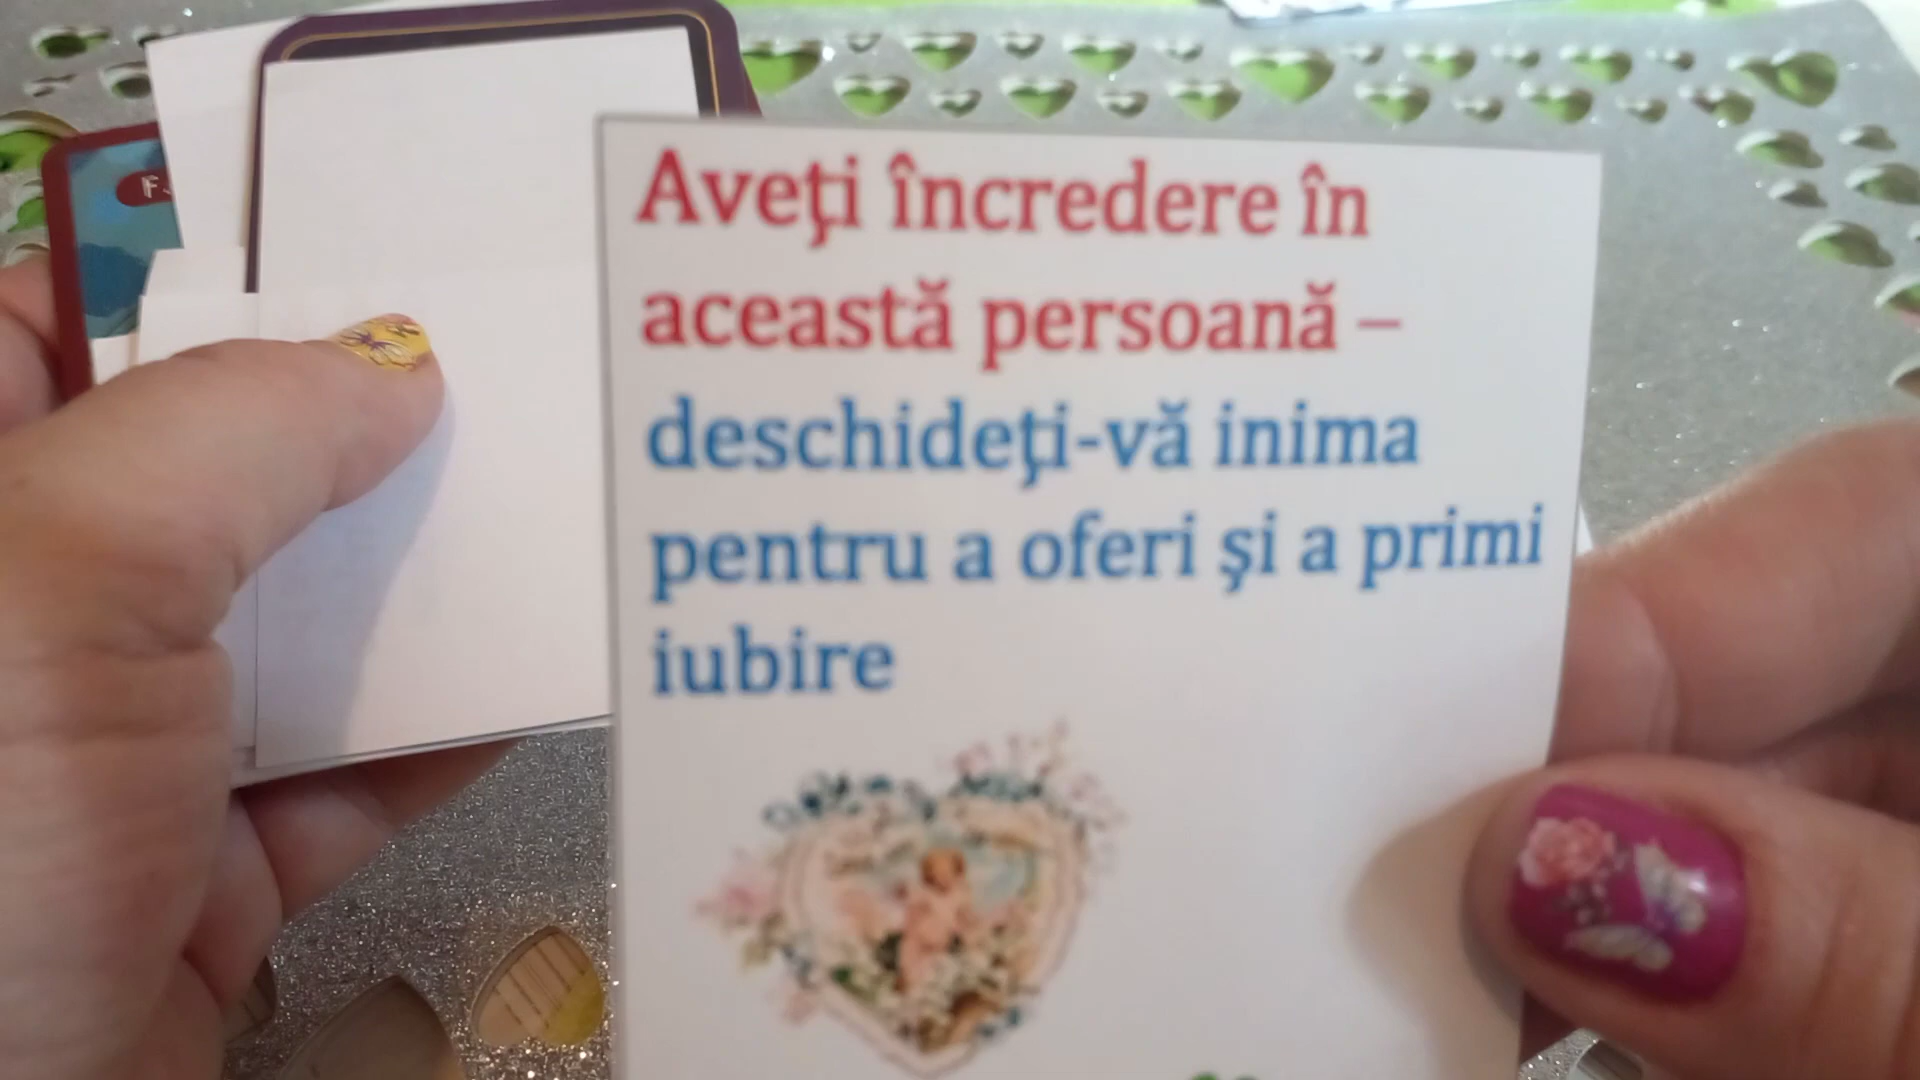 Aveţi încredere în
această persoană –
deschideţi-vă inima
pentru a oferi şi a primi
iubire